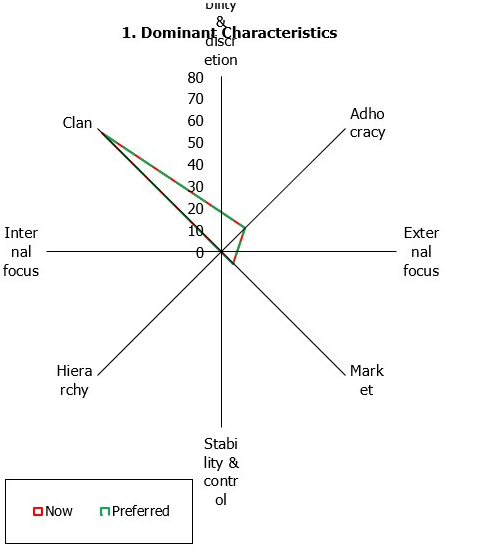 &
1. Dominant Characteristics
discr
etion
80
70
60
50
40
30
20
10
0
Adho
cracy
Clan
Inter
nal
focus
Exter
nal
focus
Hiera
rchy
Mark
et
Stabi
lity &
contr
ol
Now
Preferred